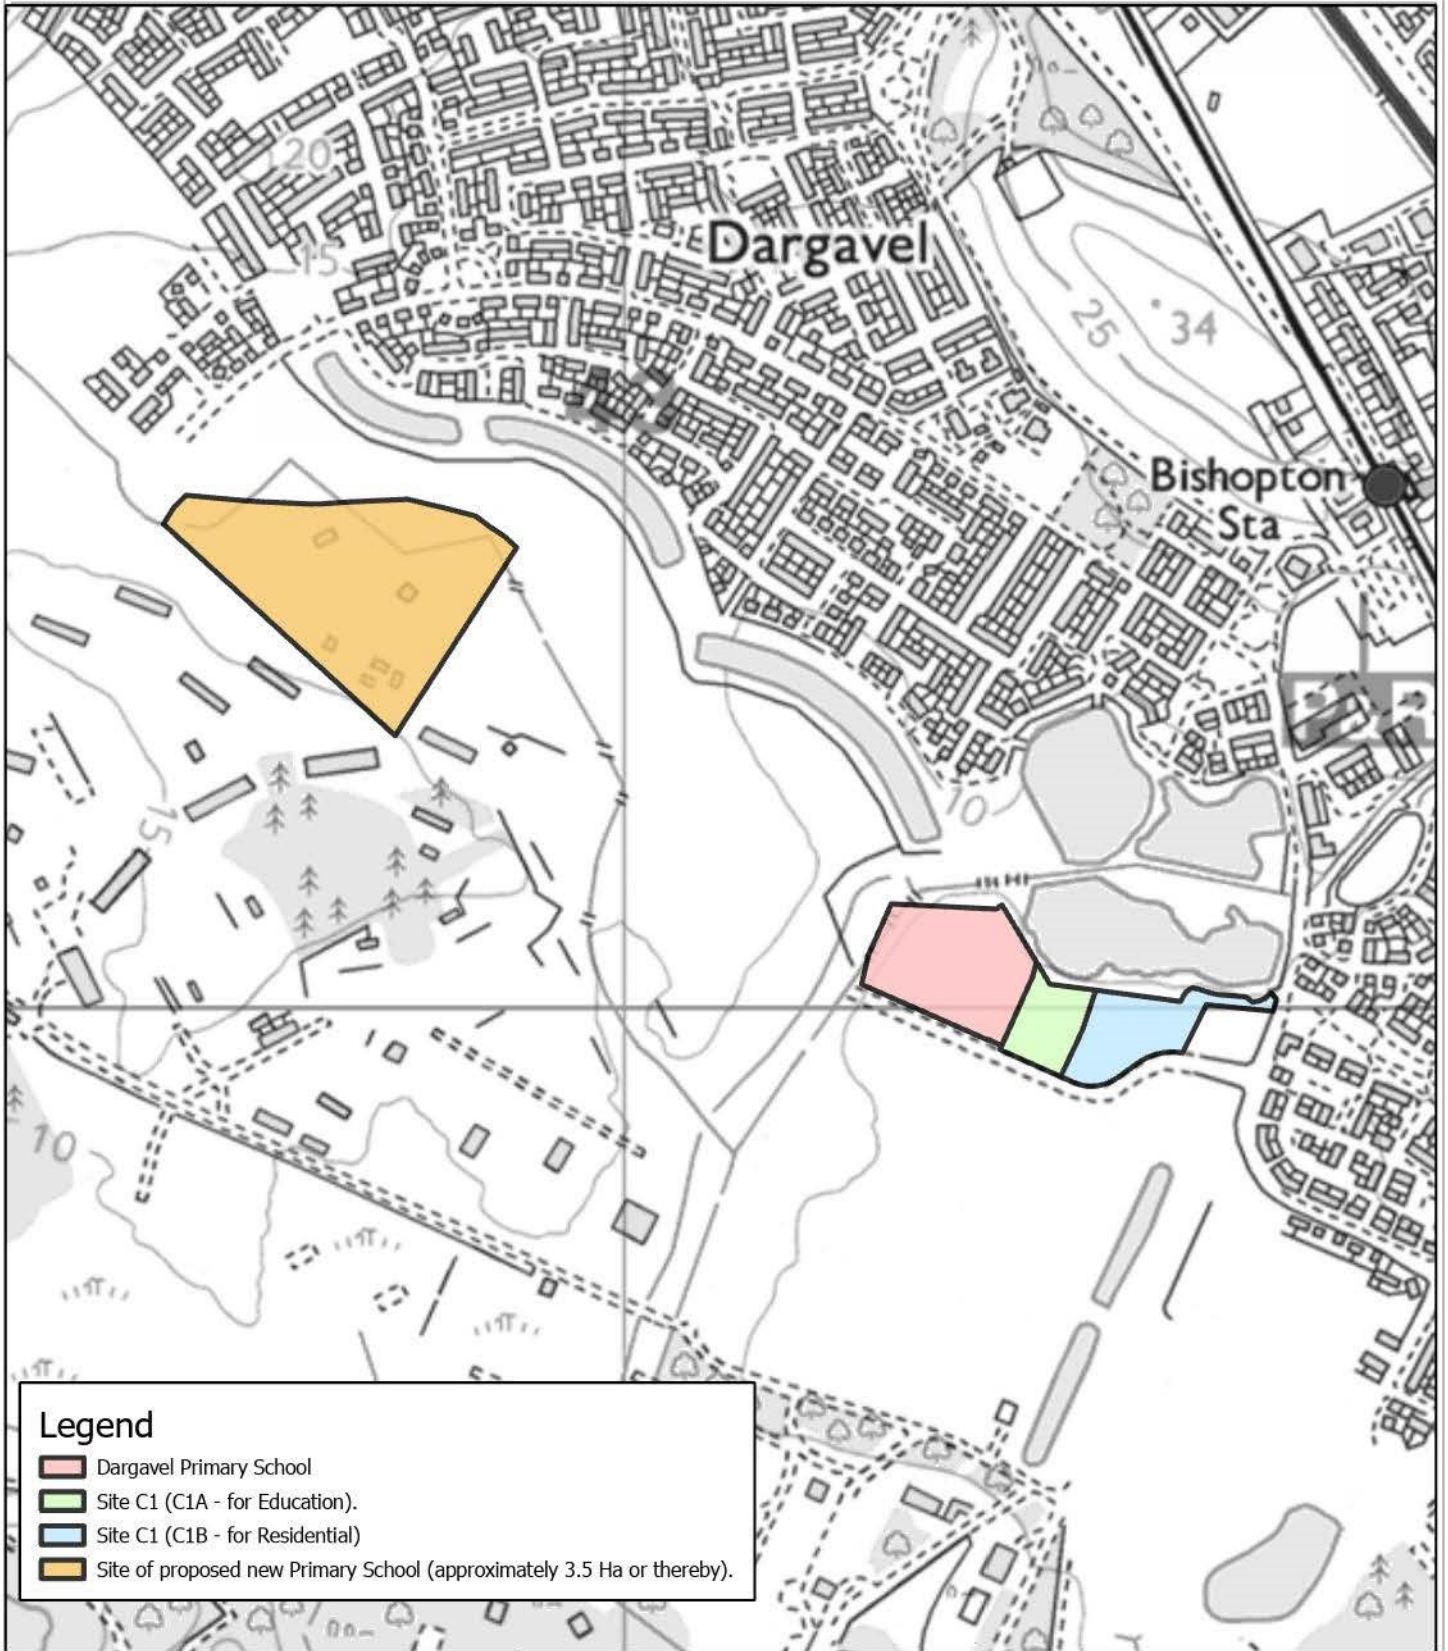 20
15
Dargavel
25
34
Bishopton
Sta
10
15
10
Legend
Dargavel Primary School
Site C1 (C1A - for Education).
Site C1 (C1B - for Residential)
Site of proposed new Primary School (approximately 3.5 Ha or thereby).